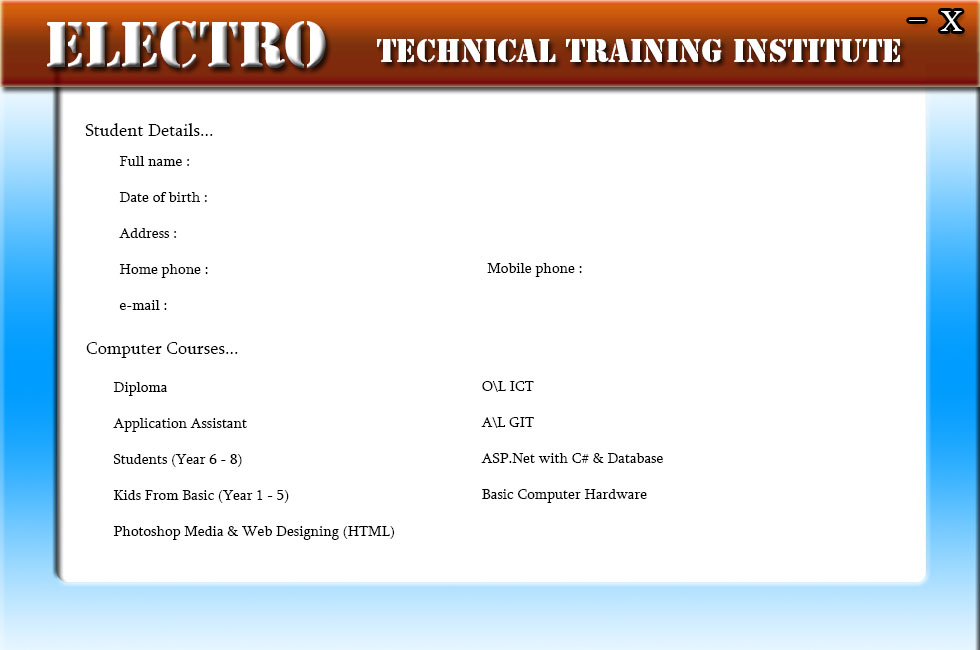 ELECTRO TECHNICAL TRAINING INSTITUTE
– X
Student Details...
Full name :
Date of birth :
Address :
Home phone : Mobile phone :
e-mail :
Computer Courses...
Diploma O\L ICT
Application Assistant A\L GIT
Students (Year 6 - 8) ASP.Net with C# & Database
Kids From Basic (Year 1 - 5) Basic Computer Hardware
Photoshop Media & Web Designing (HTML)